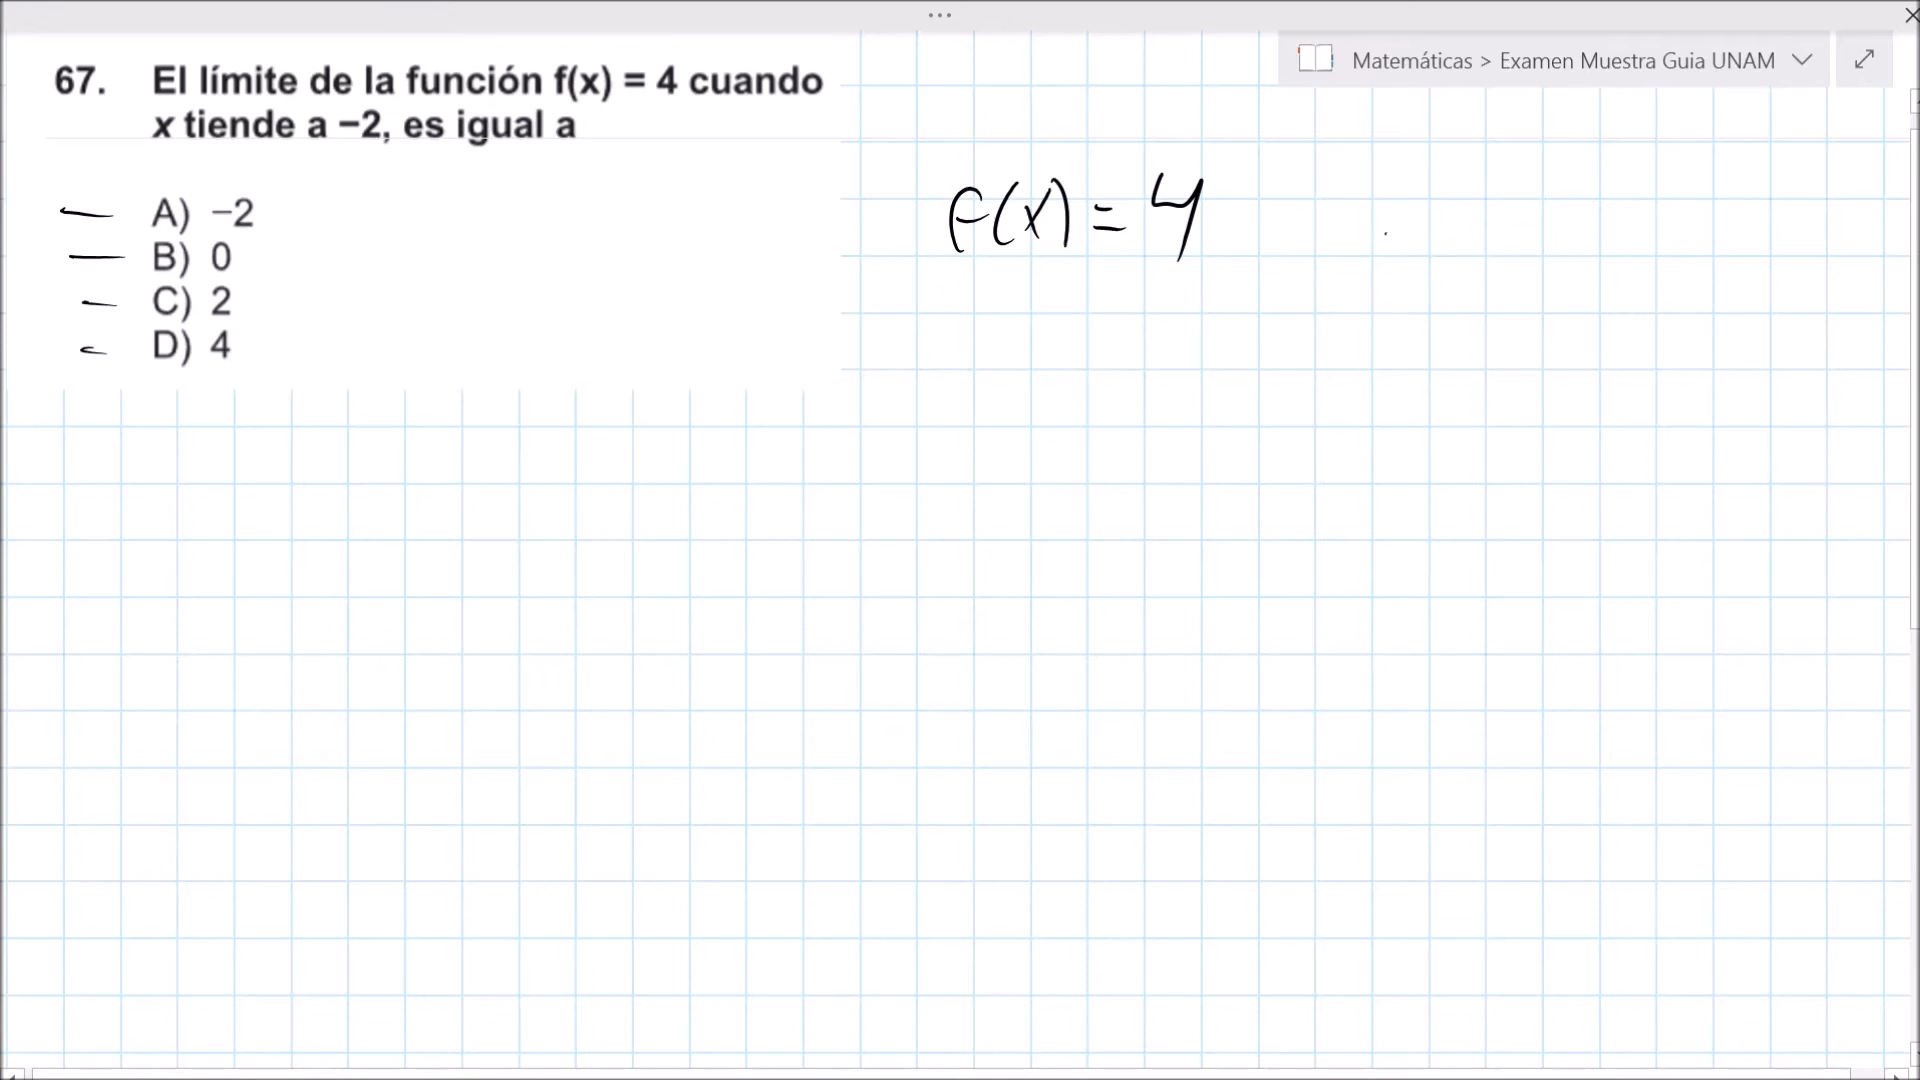 Matemáticas > Examen Muestra Guia UNAM
67. El límite de la función f(x) = 4 cuando
x tiende a −2, es igual a
A) −2
B) 0
C) 2
D) 4
f(x) = 4